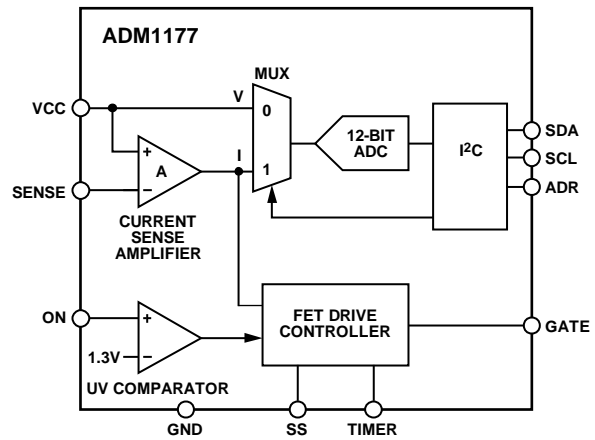 ADM1177
MUX
VCC
V
0
12-BIT
ADC
I²C
SDA
SCL
ADR
+
A
–
I
1
SENSE
CURRENT
SENSE
AMPLIFIER
ON
+
1.3V
–
UV COMPARATOR
FET DRIVE
CONTROLLER
GATE
GND
SS
TIMER